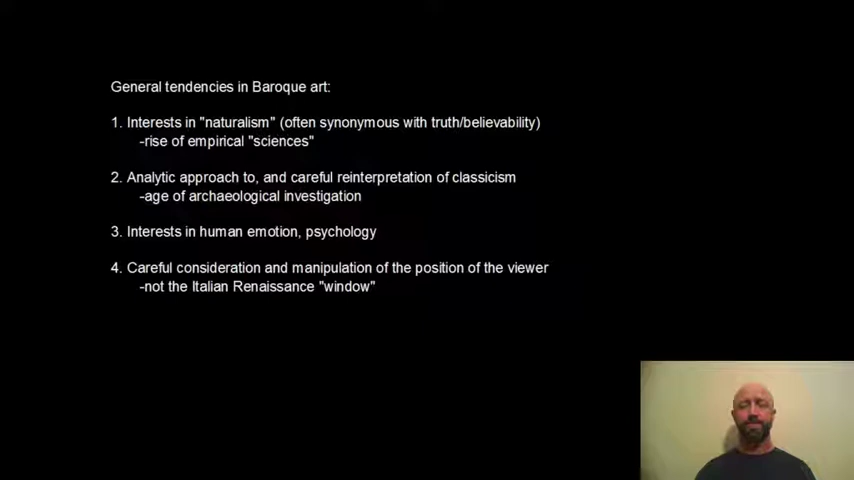 General tendencies in Baroque art:
1. Interests in "naturalism" (often synonymous with truth/believability)
-rise of empirical "sciences"
2. Analytic approach to, and careful reinterpretation of classicism
-age of archaeological investigation
3. Interests in human emotion, psychology
4. Careful consideration and manipulation of the position of the viewer
-not the Italian Renaissance "window"